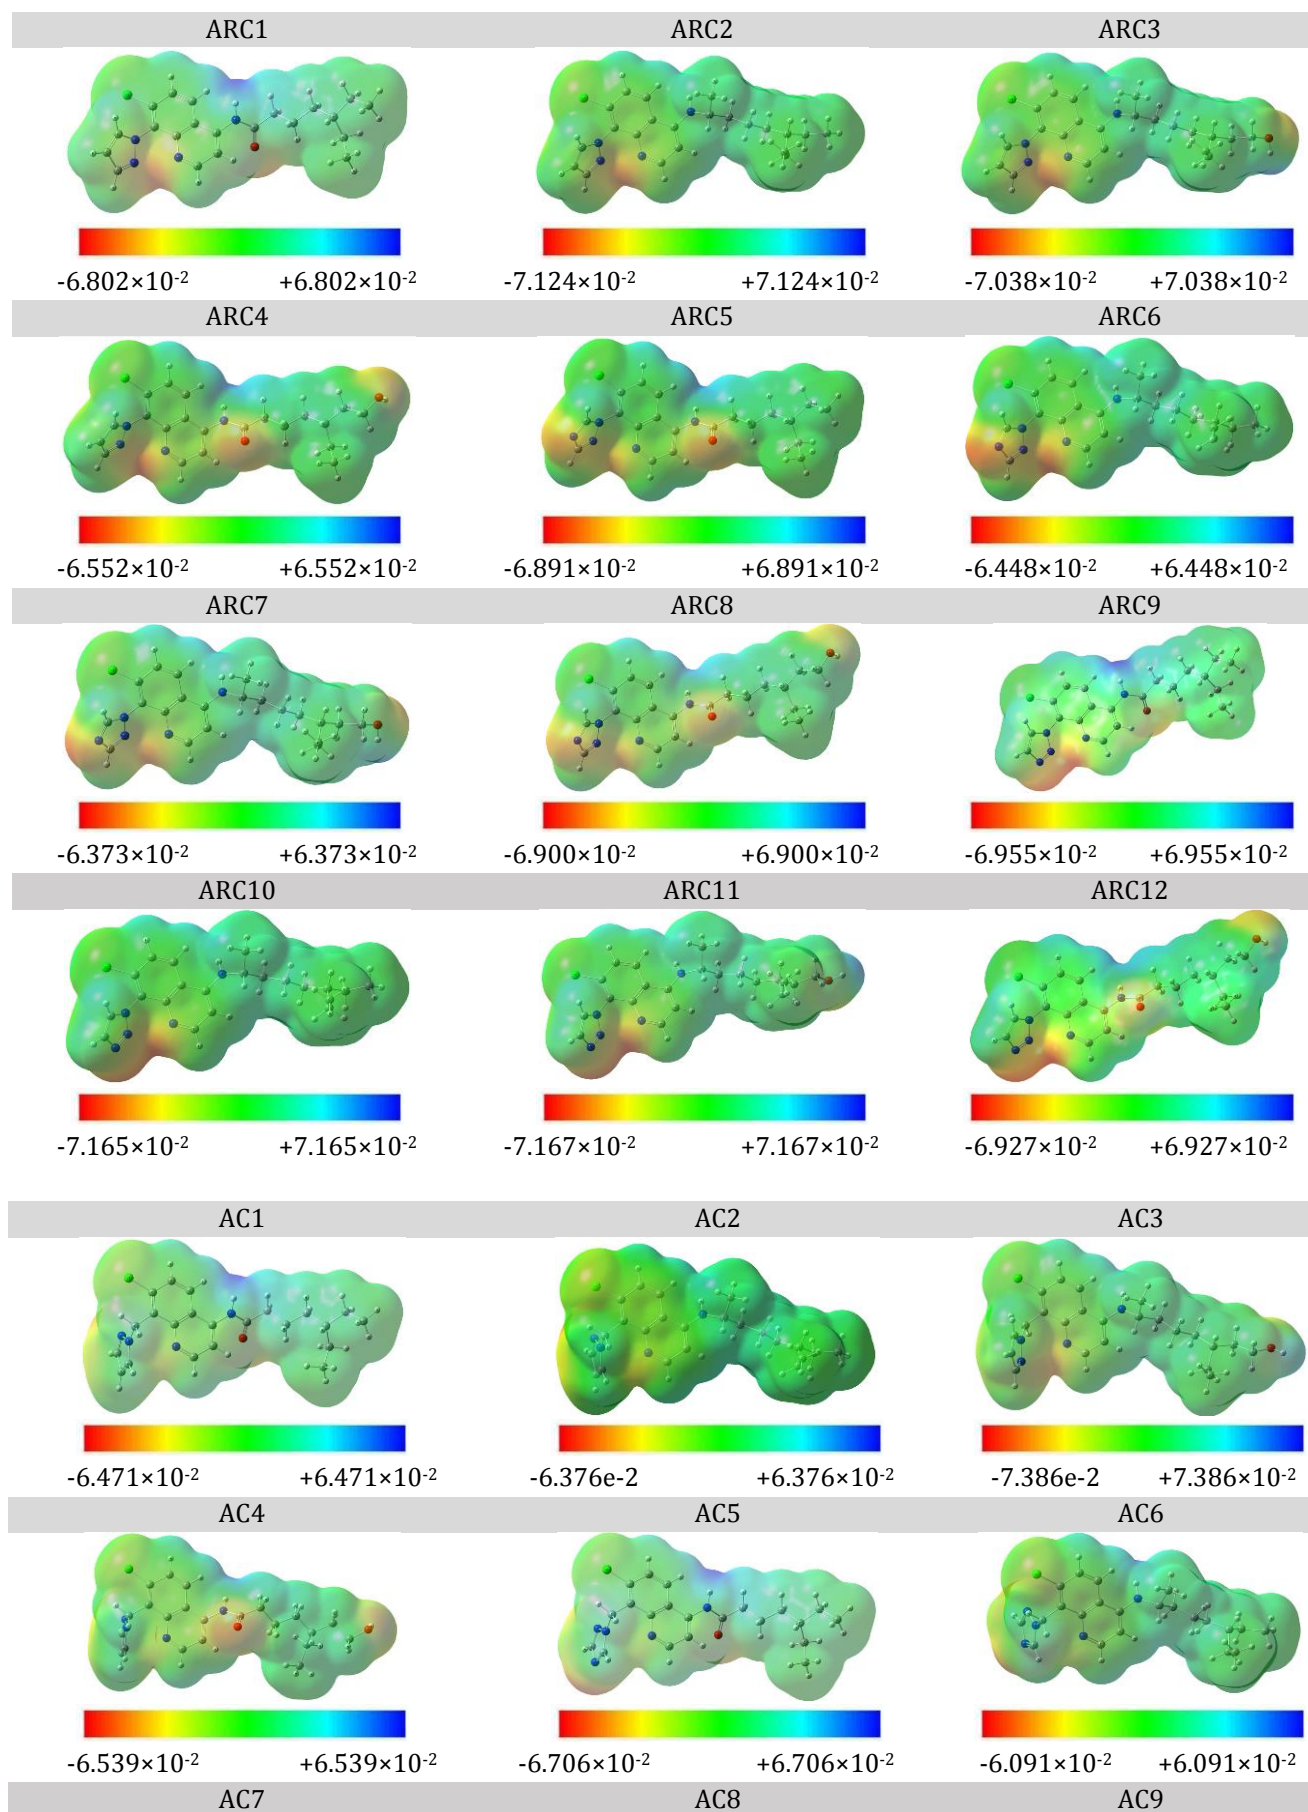 ARC1 ARC2 ARC3
-6.802×10⁻² +6.802×10⁻² -7.124×10⁻² +7.124×10⁻² -7.038×10⁻² +7.038×10⁻²
ARC4 ARC5 ARC6
-6.552×10⁻² +6.552×10⁻² -6.891×10⁻² +6.891×10⁻² -6.448×10⁻² +6.448×10⁻²
ARC7 ARC8 ARC9
-6.373×10⁻² +6.373×10⁻² -6.900×10⁻² +6.900×10⁻² -6.955×10⁻² +6.955×10⁻²
ARC10 ARC11 ARC12
-7.165×10⁻² +7.165×10⁻² -7.167×10⁻² +7.167×10⁻² -6.927×10⁻² +6.927×10⁻²
AC1 AC2 AC3
-6.471×10⁻² +6.471×10⁻² -6.376e-2 +6.376×10⁻² -7.386e-2 +7.386×10⁻²
AC4 AC5 AC6
-6.539×10⁻² +6.539×10⁻² -6.706×10⁻² +6.706×10⁻² -6.091×10⁻² +6.091×10⁻²
AC7 AC8 AC9